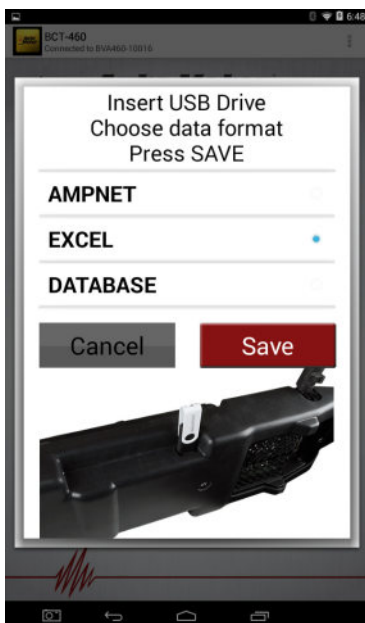 6:48
BCT-460
Connected to BVA460-10016
Insert USB Drive
Choose data format
Press SAVE
AMPNET
EXCEL
DATABASE
Cancel
Save